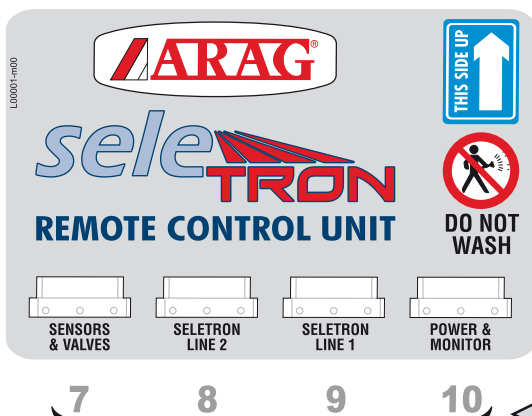 L00001-m00
ARAG®
THIS SIDE UP
seleTRON
REMOTE CONTROL UNIT
DO NOT
WASH
SENSORS
& VALVES
SELETRON
LINE 2
SELETRON
LINE 1
POWER &
MONITOR
7 8 9 10